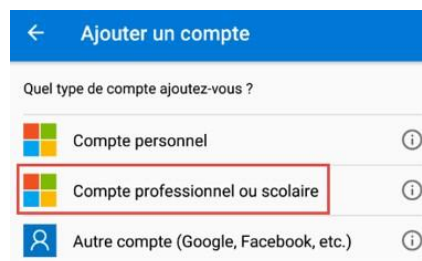 Ajouter un compte
Quel type de compte ajoutez-vous ?
Compte personnel
Compte professionnel ou scolaire
Autre compte (Google, Facebook, etc.)